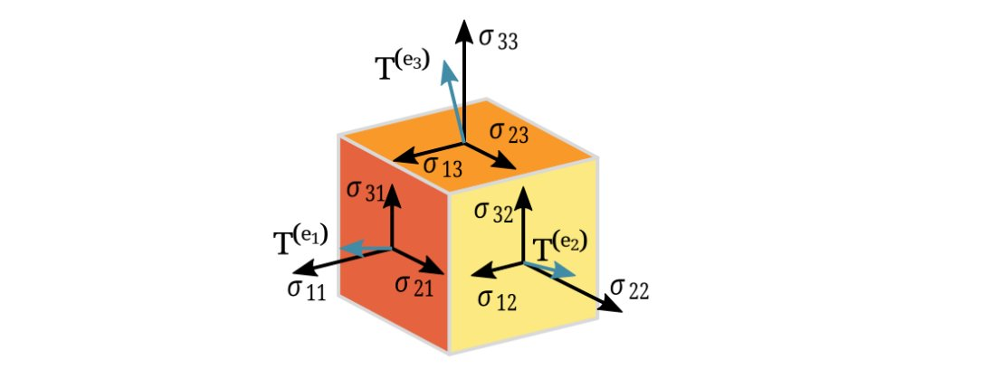 σ 33
T(e3)
σ 23
σ 13
σ 31
σ 32
T(e1)
T(e2)
σ 11
σ 21
σ 12
σ 22